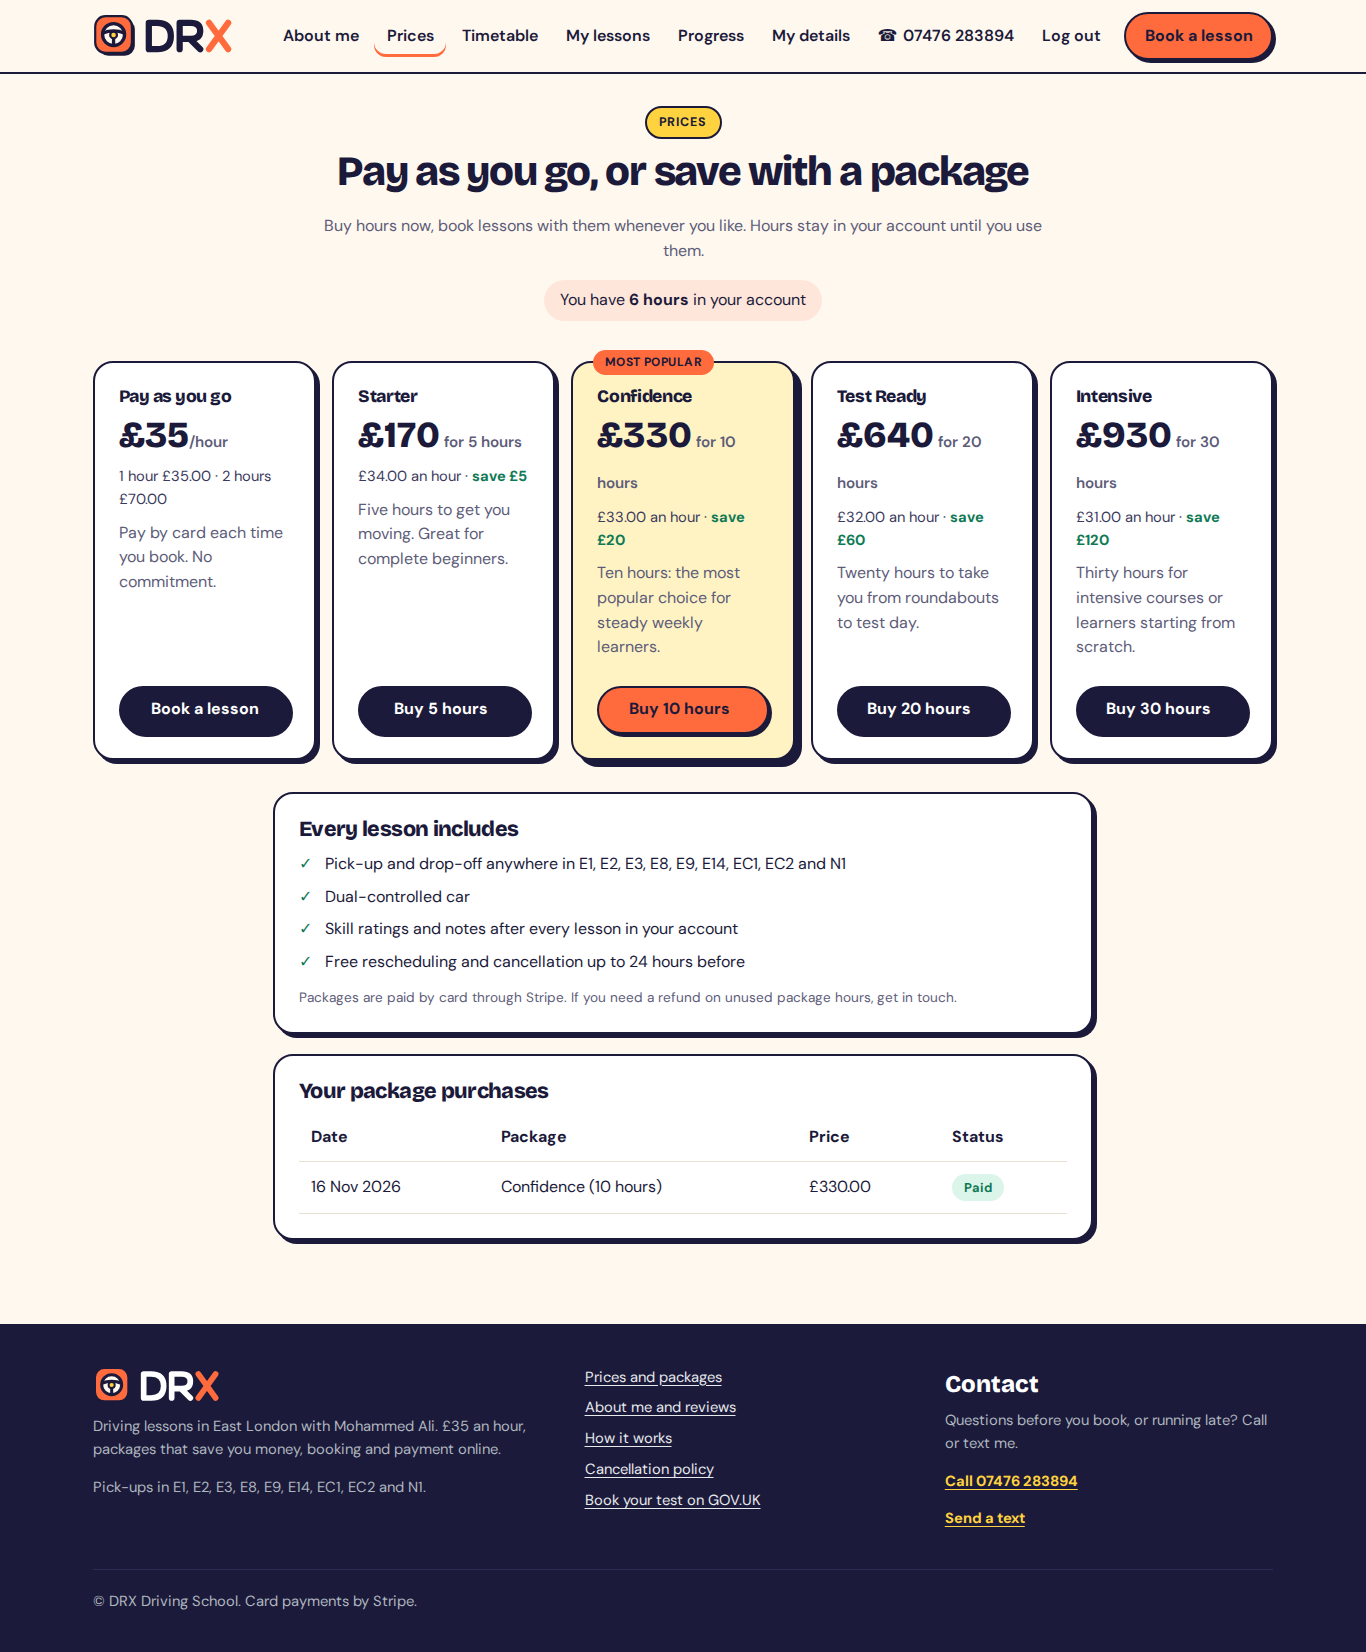 DRX
About me
Prices
Timetable
My lessons
Progress
My details
☎ 07476 283894
Log out
Book a lesson
PRICES
Pay as you go, or save with a package
Buy hours now, book lessons with them whenever you like. Hours stay in your account until you use
them.
You have 6 hours in your account
Pay as you go
£35/hour
1 hour £35.00 · 2 hours
£70.00
Pay by card each time
you book. No
commitment.
Book a lesson
Starter
£170 for 5 hours
£34.00 an hour · save £5
Five hours to get you
moving. Great for
complete beginners.
Buy 5 hours
MOST POPULAR
Confidence
£330 for 10
hours
£33.00 an hour · save
£20
Ten hours: the most
popular choice for
steady weekly
learners.
Buy 10 hours
Test Ready
£640 for 20
hours
£32.00 an hour · save
£60
Twenty hours to take
you from roundabouts
to test day.
Buy 20 hours
Intensive
£930 for 30
hours
£31.00 an hour · save
£120
Thirty hours for
intensive courses or
learners starting from
scratch.
Buy 30 hours
Every lesson includes
✓ Pick-up and drop-off anywhere in E1, E2, E3, E8, E9, E14, EC1, EC2 and N1
✓ Dual-controlled car
✓ Skill ratings and notes after every lesson in your account
✓ Free rescheduling and cancellation up to 24 hours before
Packages are paid by card through Stripe. If you need a refund on unused package hours, get in touch.
Your package purchases
Date Package Price Status
16 Nov 2026 Confidence (10 hours) £330.00 Paid
DRX
Driving lessons in East London with Mohammed Ali. £35 an hour,
packages that save you money, booking and payment online.
Pick-ups in E1, E2, E3, E8, E9, E14, EC1, EC2 and N1.
Prices and packages
About me and reviews
How it works
Cancellation policy
Book your test on GOV.UK
Contact
Questions before you book, or running late? Call
or text me.
Call 07476 283894
Send a text
© DRX Driving School. Card payments by Stripe.